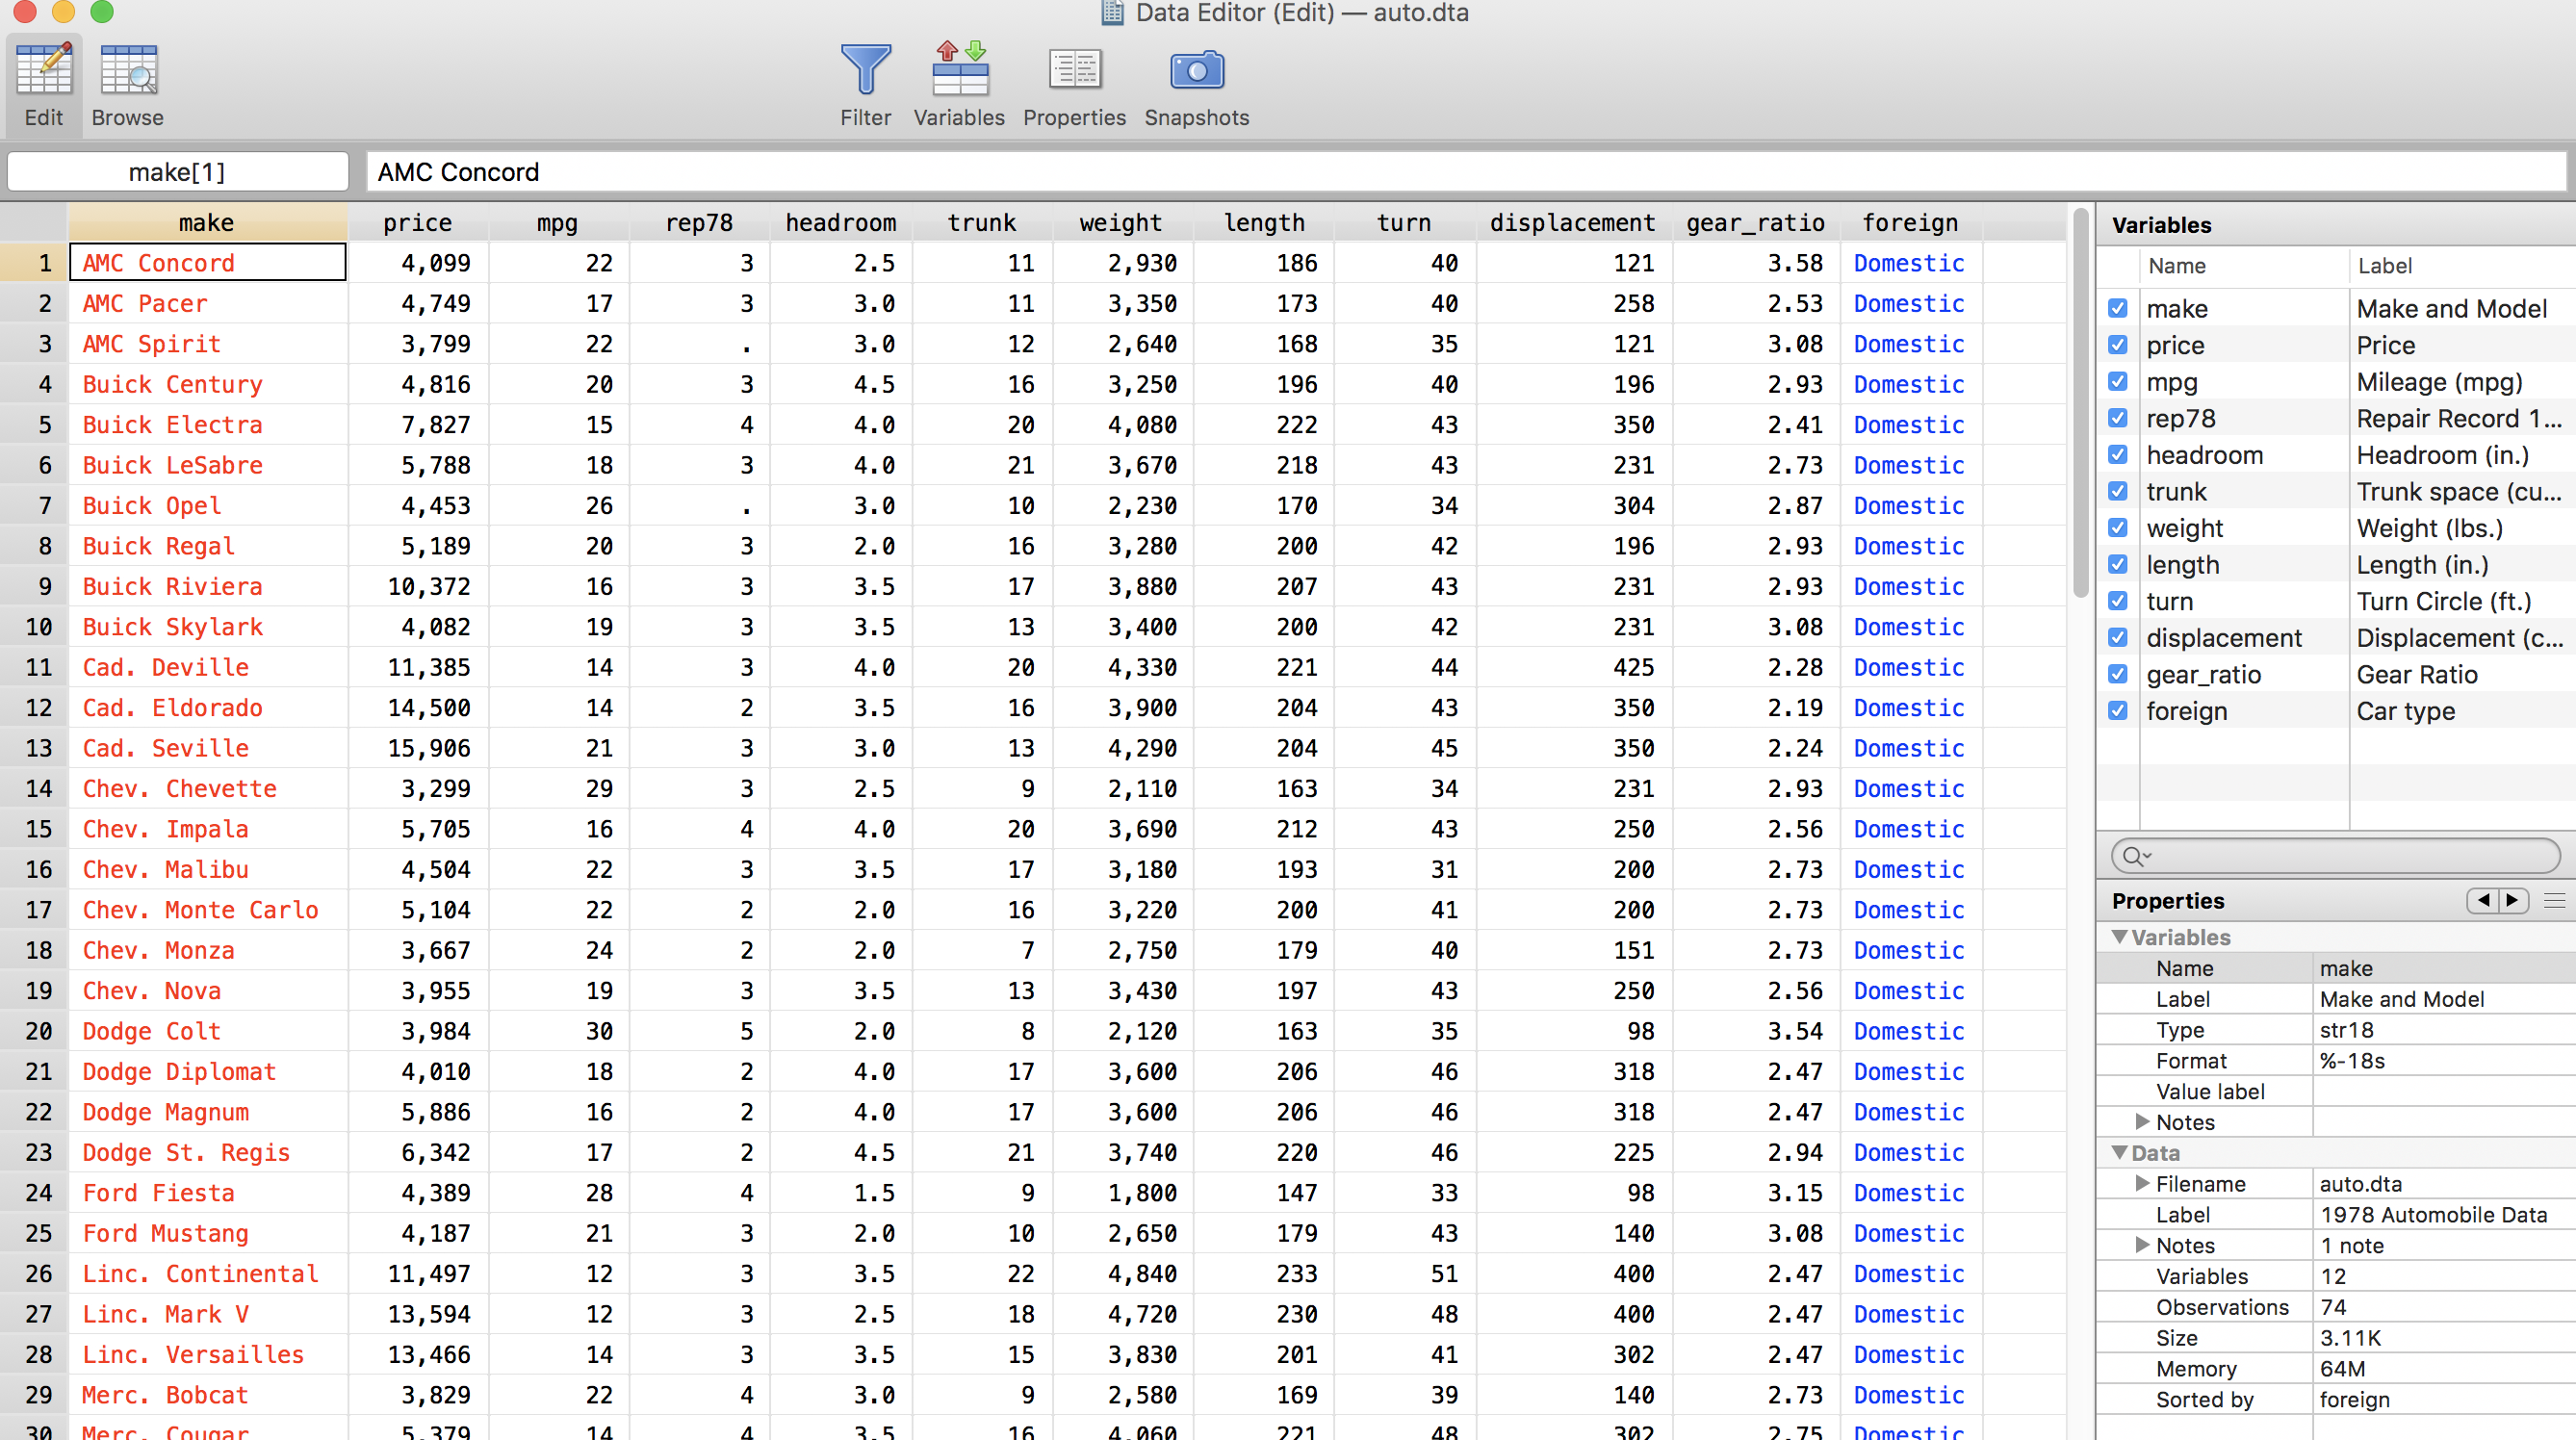 Data Editor (Edit) — auto.dta
Edit Browse Filter Variables Properties Snapshots
make[1] AMC Concord
make price mpg rep78 headroom trunk weight length turn displacement gear_ratio foreign
1 AMC Concord 4,099 22 3 2.5 11 2,930 186 40 121 3.58 Domestic
2 AMC Pacer 4,749 17 3 3.0 11 3,350 173 40 258 2.53 Domestic
3 AMC Spirit 3,799 22 . 3.0 12 2,640 168 35 121 3.08 Domestic
4 Buick Century 4,816 20 3 4.5 16 3,250 196 40 196 2.93 Domestic
5 Buick Electra 7,827 15 4 4.0 20 4,080 222 43 350 2.41 Domestic
6 Buick LeSabre 5,788 18 3 4.0 21 3,670 218 43 231 2.73 Domestic
7 Buick Opel 4,453 26 . 3.0 10 2,230 170 34 304 2.87 Domestic
8 Buick Regal 5,189 20 3 2.0 16 3,280 200 42 196 2.93 Domestic
9 Buick Riviera 10,372 16 3 3.5 17 3,880 207 43 231 2.93 Domestic
10 Buick Skylark 4,082 19 3 3.5 13 3,400 200 42 231 3.08 Domestic
11 Cad. Deville 11,385 14 3 4.0 20 4,330 221 44 425 2.28 Domestic
12 Cad. Eldorado 14,500 14 2 3.5 16 3,900 204 43 350 2.19 Domestic
13 Cad. Seville 15,906 21 3 3.0 13 4,290 204 45 350 2.24 Domestic
14 Chev. Chevette 3,299 29 3 2.5 9 2,110 163 34 231 2.93 Domestic
15 Chev. Impala 5,705 16 4 4.0 20 3,690 212 43 250 2.56 Domestic
16 Chev. Malibu 4,504 22 3 3.5 17 3,180 193 31 200 2.73 Domestic
17 Chev. Monte Carlo 5,104 22 2 2.0 16 3,220 200 41 200 2.73 Domestic
18 Chev. Monza 3,667 24 2 2.0 7 2,750 179 40 151 2.73 Domestic
19 Chev. Nova 3,955 19 3 3.5 13 3,430 197 43 250 2.56 Domestic
20 Dodge Colt 3,984 30 5 2.0 8 2,120 163 35 98 3.54 Domestic
21 Dodge Diplomat 4,010 18 2 4.0 17 3,600 206 46 318 2.47 Domestic
22 Dodge Magnum 5,886 16 2 4.0 17 3,600 206 46 318 2.47 Domestic
23 Dodge St. Regis 6,342 17 2 4.5 21 3,740 220 46 225 2.94 Domestic
24 Ford Fiesta 4,389 28 4 1.5 9 1,800 147 33 98 3.15 Domestic
25 Ford Mustang 4,187 21 3 2.0 10 2,650 179 43 140 3.08 Domestic
26 Linc. Continental 11,497 12 3 3.5 22 4,840 233 51 400 2.47 Domestic
27 Linc. Mark V 13,594 12 3 2.5 18 4,720 230 48 400 2.47 Domestic
28 Linc. Versailles 13,466 14 3 3.5 15 3,830 201 41 302 2.47 Domestic
29 Merc. Bobcat 3,829 22 4 3.0 9 2,580 169 39 140 2.73 Domestic
30 Merc. Cougar 5,379 14 4 3.5 16 4,060 221 48 302 2.75 Domestic
Variables
Name Label
make Make and Model
price Price
mpg Mileage (mpg)
rep78 Repair Record 1...
headroom Headroom (in.)
trunk Trunk space (cu...
weight Weight (lbs.)
length Length (in.)
turn Turn Circle (ft.)
displacement Displacement (c...
gear_ratio Gear Ratio
foreign Car type
Properties
Variables
Name make
Label Make and Model
Type str18
Format %-18s
Value label
Notes
Data
Filename auto.dta
Label 1978 Automobile Data
Notes 1 note
Variables 12
Observations 74
Size 3.11K
Memory 64M
Sorted by foreign